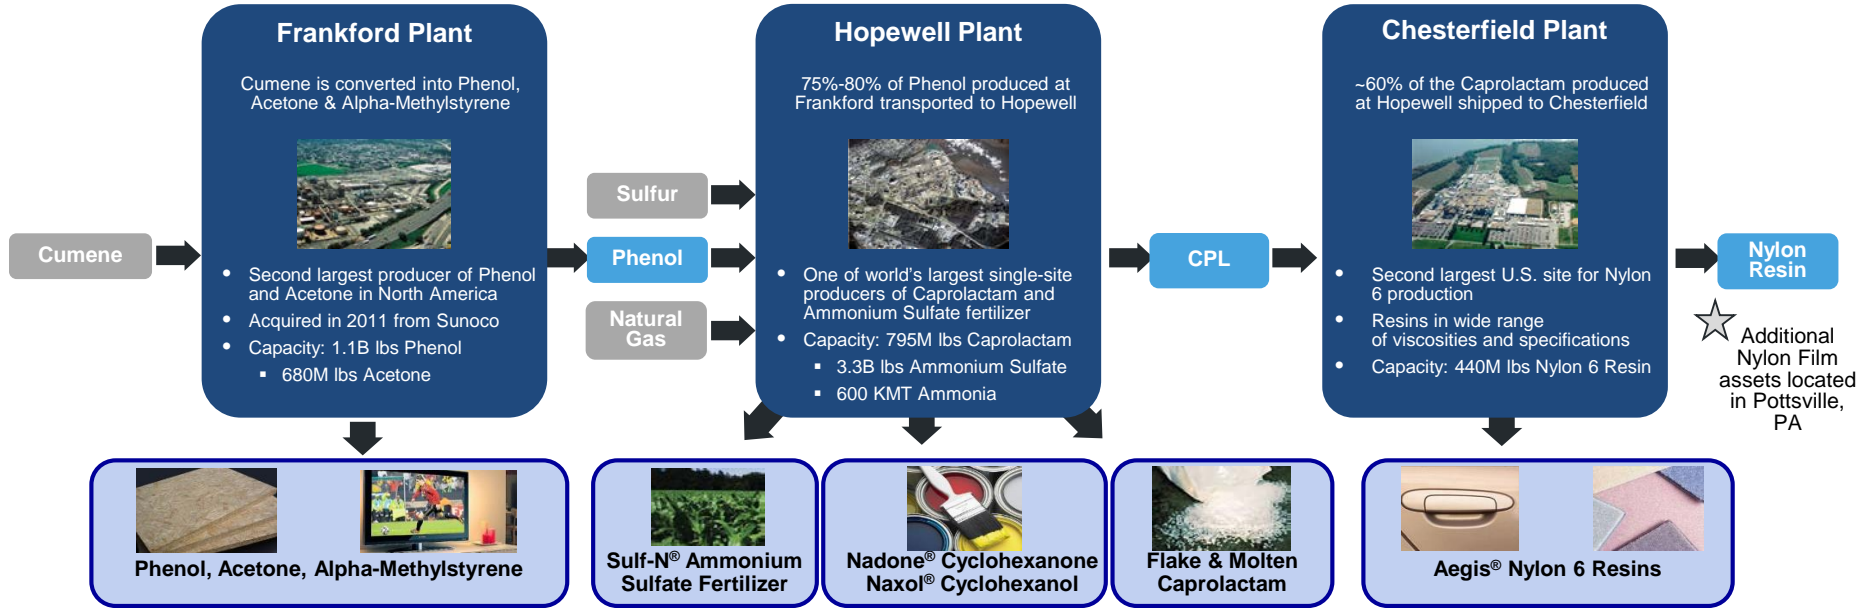 Frankford Plant
Cumene is converted into Phenol,
Acetone & Alpha-Methylstyrene
• Second largest producer of Phenol
and Acetone in North America
• Acquired in 2011 from Sunoco
• Capacity: 1.1B lbs Phenol
▪ 680M lbs Acetone
Cumene
Sulfur
Phenol
Natural
Gas
Hopewell Plant
75%-80% of Phenol produced at
Frankford transported to Hopewell
• One of world's largest single-site
producers of Caprolactam and
Ammonium Sulfate fertilizer
• Capacity: 795M lbs Caprolactam
▪ 3.3B lbs Ammonium Sulfate
▪ 600 KMT Ammonia
CPL
Chesterfield Plant
~60% of the Caprolactam produced
at Hopewell shipped to Chesterfield
• Second largest U.S. site for Nylon
6 production
• Resins in wide range
of viscosities and specifications
• Capacity: 440M lbs Nylon 6 Resin
Nylon
Resin
Additional
Nylon Film
assets located
in Pottsville,
PA
Phenol, Acetone, Alpha-Methylstyrene
Sulf-N® Ammonium
Sulfate Fertilizer
Nadone® Cyclohexanone
Naxol® Cyclohexanol
Flake & Molten
Caprolactam
Aegis® Nylon 6 Resins